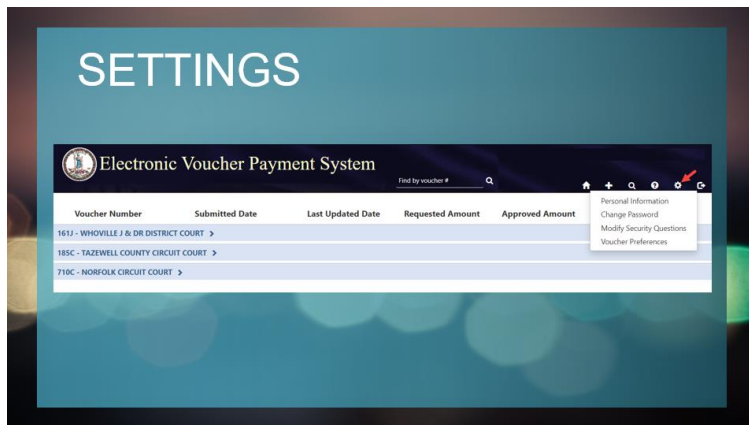 SETTINGS
Electronic Voucher Payment System
Find by voucher #
Personal Information
Change Password
Modify Security Questions
Voucher Preferences
Voucher Number Submitted Date Last Updated Date Requested Amount Approved Amount
161J - WHOVILLE J & DR DISTRICT COURT >
185C - TAZEWELL COUNTY CIRCUIT COURT >
710C - NORFOLK CIRCUIT COURT >